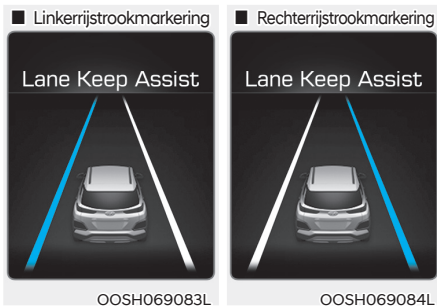 ■ Linkerrijstrookmarkering
Lane Keep Assist
OOSH069083L
■ Rechterrijstrookmarkering
Lane Keep Assist
OOSH069084L